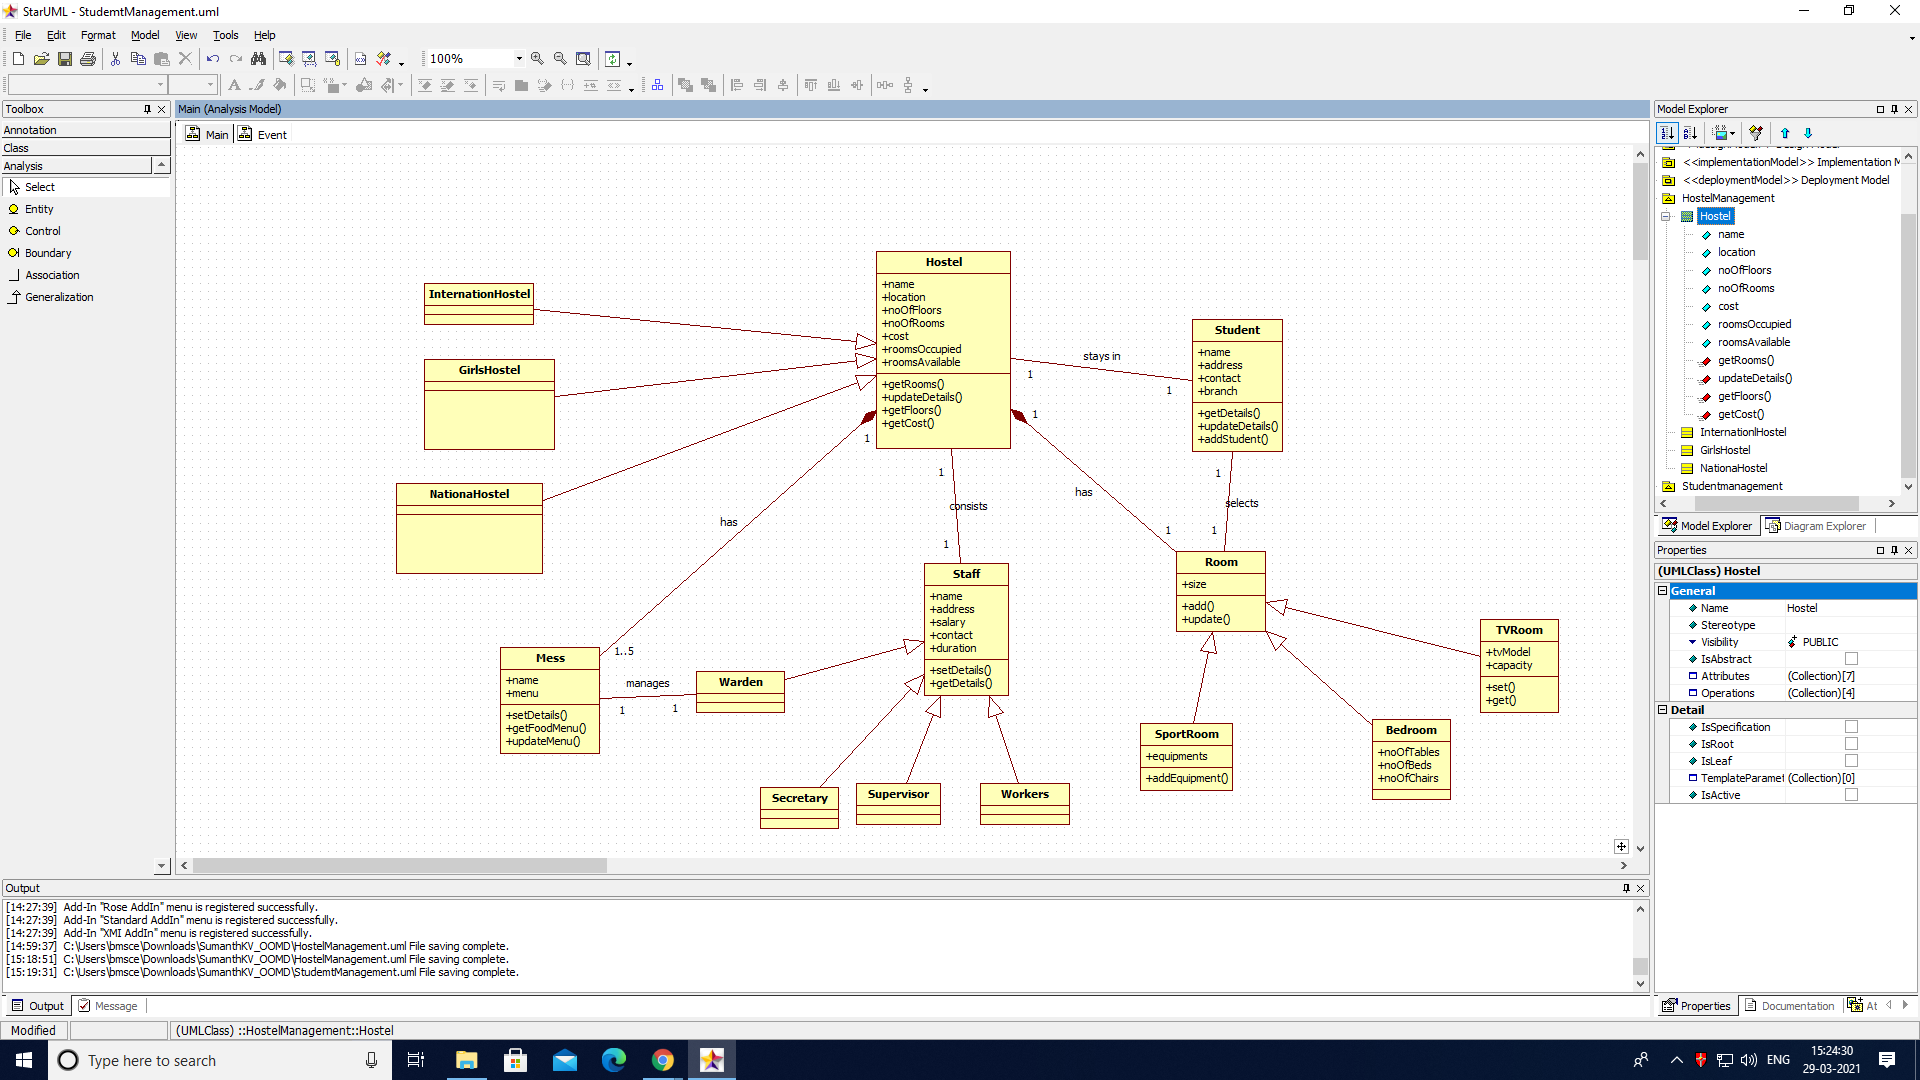 StarUML - StudemtManagement.uml
File Edit Format Model View Tools Help
100%
Toolbox
Annotation
Class
Analysis
Select
Entity
Control
Boundary
Association
Generalization
Main (Analysis Model)
Main Event
InternationHostel
GirlsHostel
NationaHostel
Hostel
+name
+location
+noOfFloors
+noOfRooms
+cost
+roomsOccupied
+roomsAvailable
+getRooms()
+updateDetails()
+getFloors()
+getCost()
stays in
1
1
Student
+name
+address
+contact
+branch
+getDetails()
+updateDetails()
+addStudent()
1
1
1
consists
1
has
has
1
1
selects
1
Staff
+name
+address
+salary
+contact
+duration
+setDetails()
+getDetails()
Room
+size
+add()
+update()
TVRoom
+tvModel
+capacity
+set()
+get()
Mess
+name
+menu
+setDetails()
+getFoodMenu()
+updateMenu()
1..5
manages
1
1
Warden
Secretary
Supervisor
Workers
SportRoom
+equipments
+addEquipment()
Bedroom
+noOfTables
+noOfBeds
+noOfChairs
Model Explorer
<<implementationModel>> Implementation M
<<deploymentModel>> Deployment Model
HostelManagement
Hostel
name
location
noOfFloors
noOfRooms
cost
roomsOccupied
roomsAvailable
getRooms()
updateDetails()
getFloors()
getCost()
InternationlHostel
GirlsHostel
NationaHostel
Studentmanagement
Model Explorer Diagram Explorer
Properties
(UMLClass) Hostel
General
Name Hostel
Stereotype
Visibility PUBLIC
IsAbstract
Attributes (Collection)[7]
Operations (Collection)[4]
Detail
IsSpecification
IsRoot
IsLeaf
TemplateParamet (Collection)[0]
IsActive
Properties Documentation At
Output
[14:27:39] Add-In "Rose AddIn" menu is registered successfully.
[14:27:39] Add-In "Standard AddIn" menu is registered successfully.
[14:27:39] Add-In "XMI AddIn" menu is registered successfully.
[14:59:37] C:\Users\bmsce\Downloads\SumanthKV_OOMD\HostelManagement.uml File saving complete.
[15:18:51] C:\Users\bmsce\Downloads\SumanthKV_OOMD\HostelManagement.uml File saving complete.
[15:19:31] C:\Users\bmsce\Downloads\SumanthKV_OOMD\StudemtManagement.uml File saving complete.
Output Message
Modified (UMLClass) ::HostelManagement::Hostel
Type here to search
ENG
15:24:30
29-03-2021